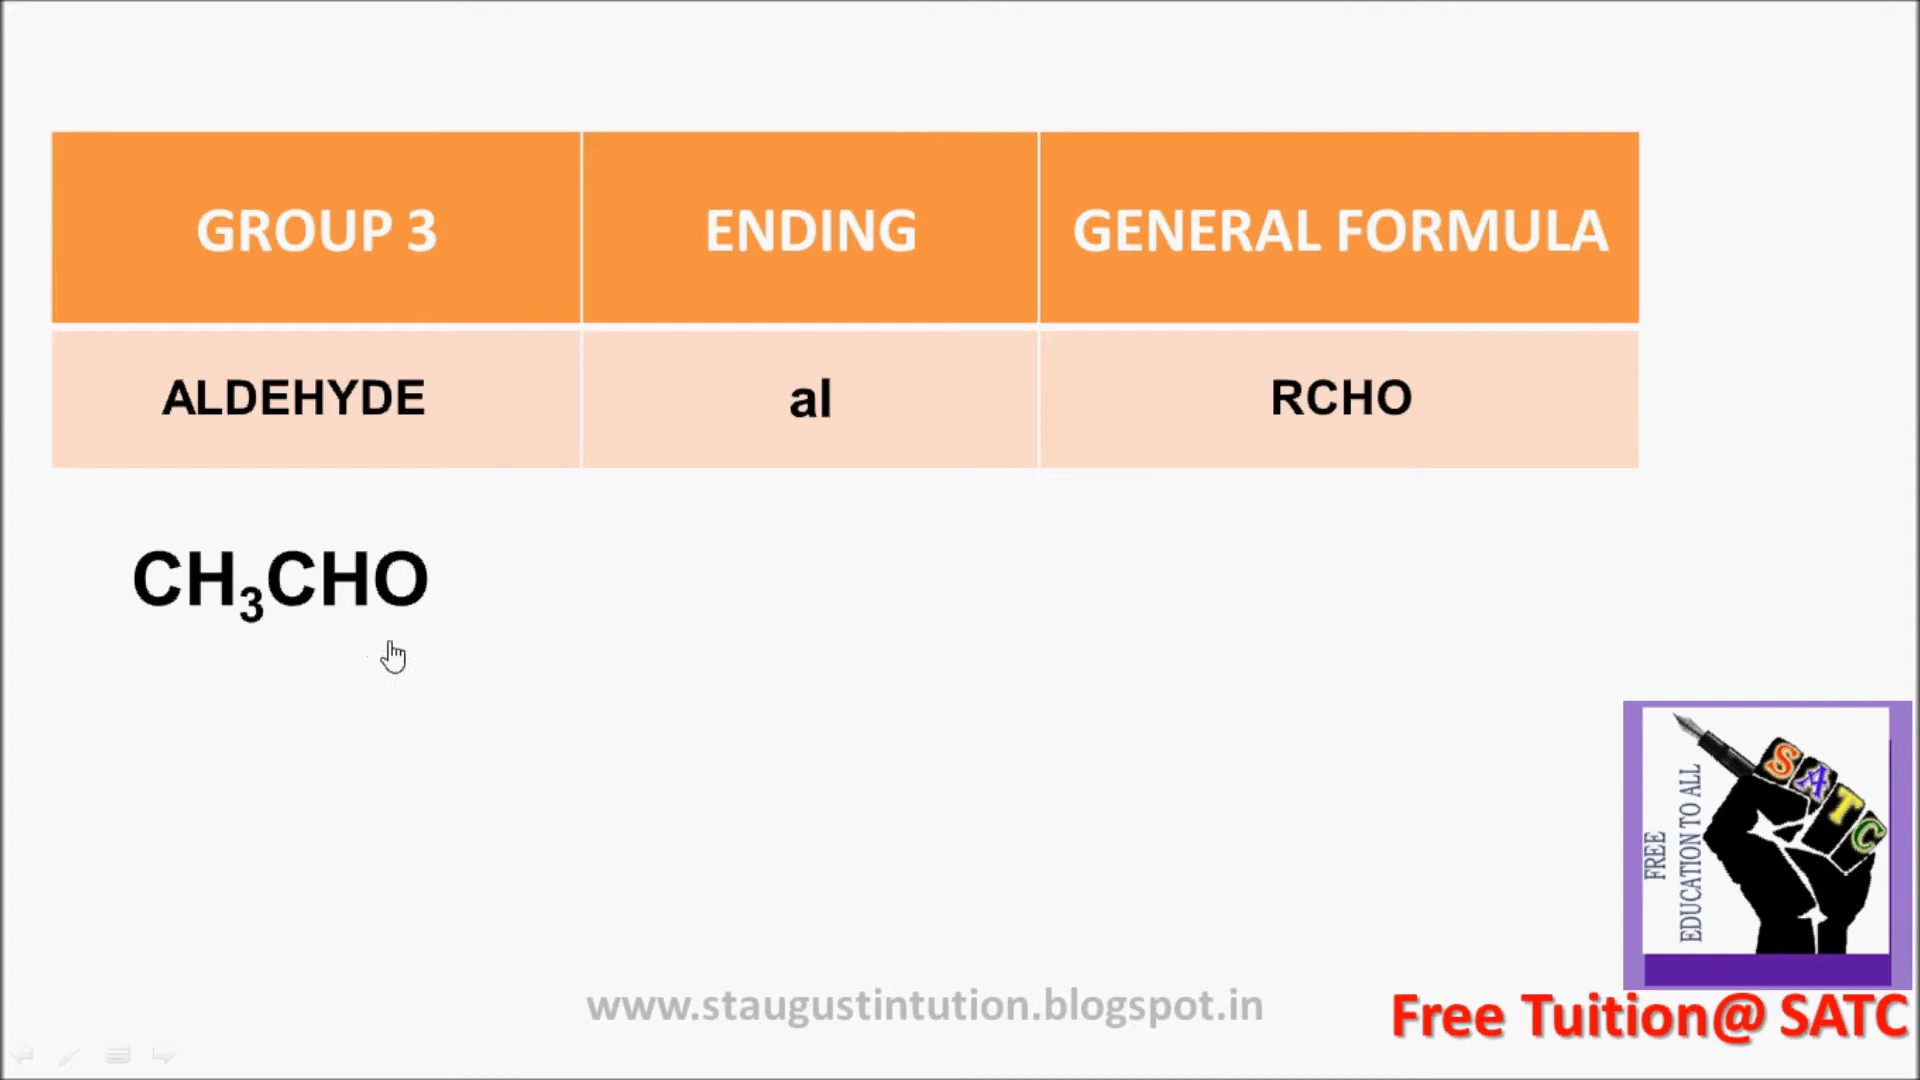 GROUP 3 ENDING GENERAL FORMULA
ALDEHYDE al RCHO
CH₃CHO
FREE
EDUCATION TO ALL
SATC
www.staugustintution.blogspot.in
Free Tuition@ SATC